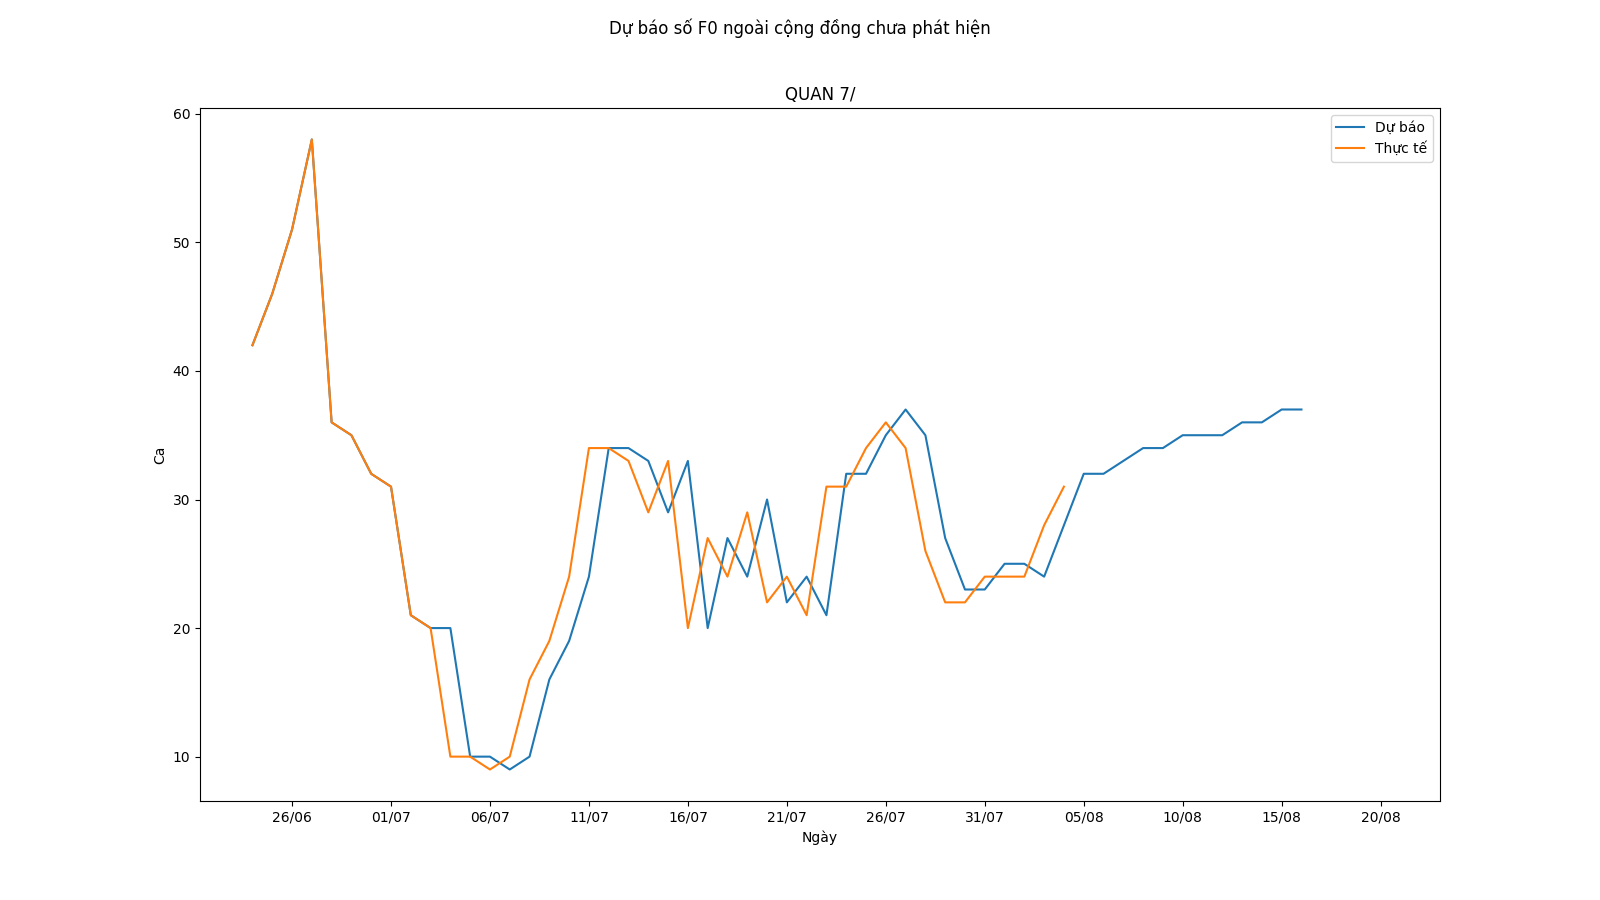 Dự báo số F0 ngoài cộng đồng chưa phát hiện
QUAN 7/
60
50
40
30
20
10
Ca
Dự báo
Thực tế
26/06 01/07 06/07 11/07 16/07 21/07 26/07 31/07 05/08 10/08 15/08 20/08
Ngày